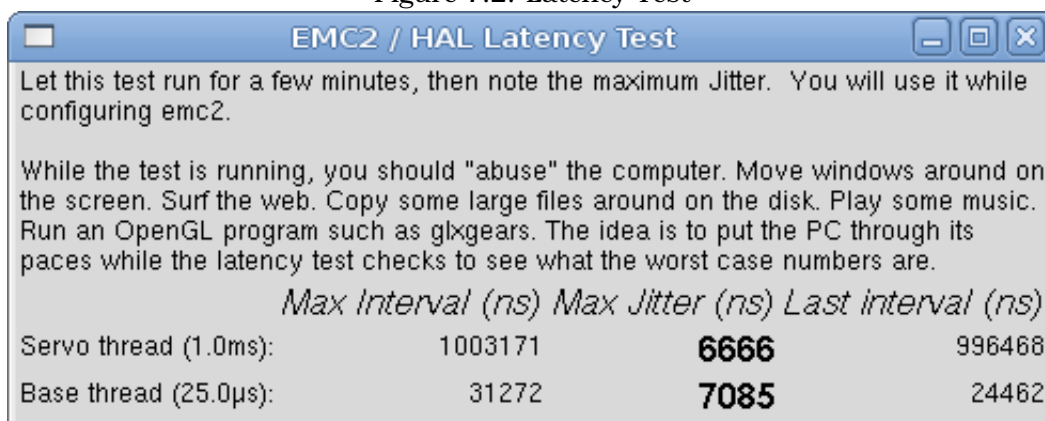 Figure 7.2: Latency Test
EMC2 / HAL Latency Test
Let this test run for a few minutes, then note the maximum Jitter. You will use it while
configuring emc2.
While the test is running, you should "abuse" the computer. Move windows around on
the screen. Surf the web. Copy some large files around on the disk. Play some music.
Run an OpenGL program such as glxgears. The idea is to put the PC through its
paces while the latency test checks to see what the worst case numbers are.
Max Interval (ns) Max Jitter (ns) Last interval (ns)
Servo thread (1.0ms): 1003171 6666 996468
Base thread (25.0µs): 31272 7085 24462